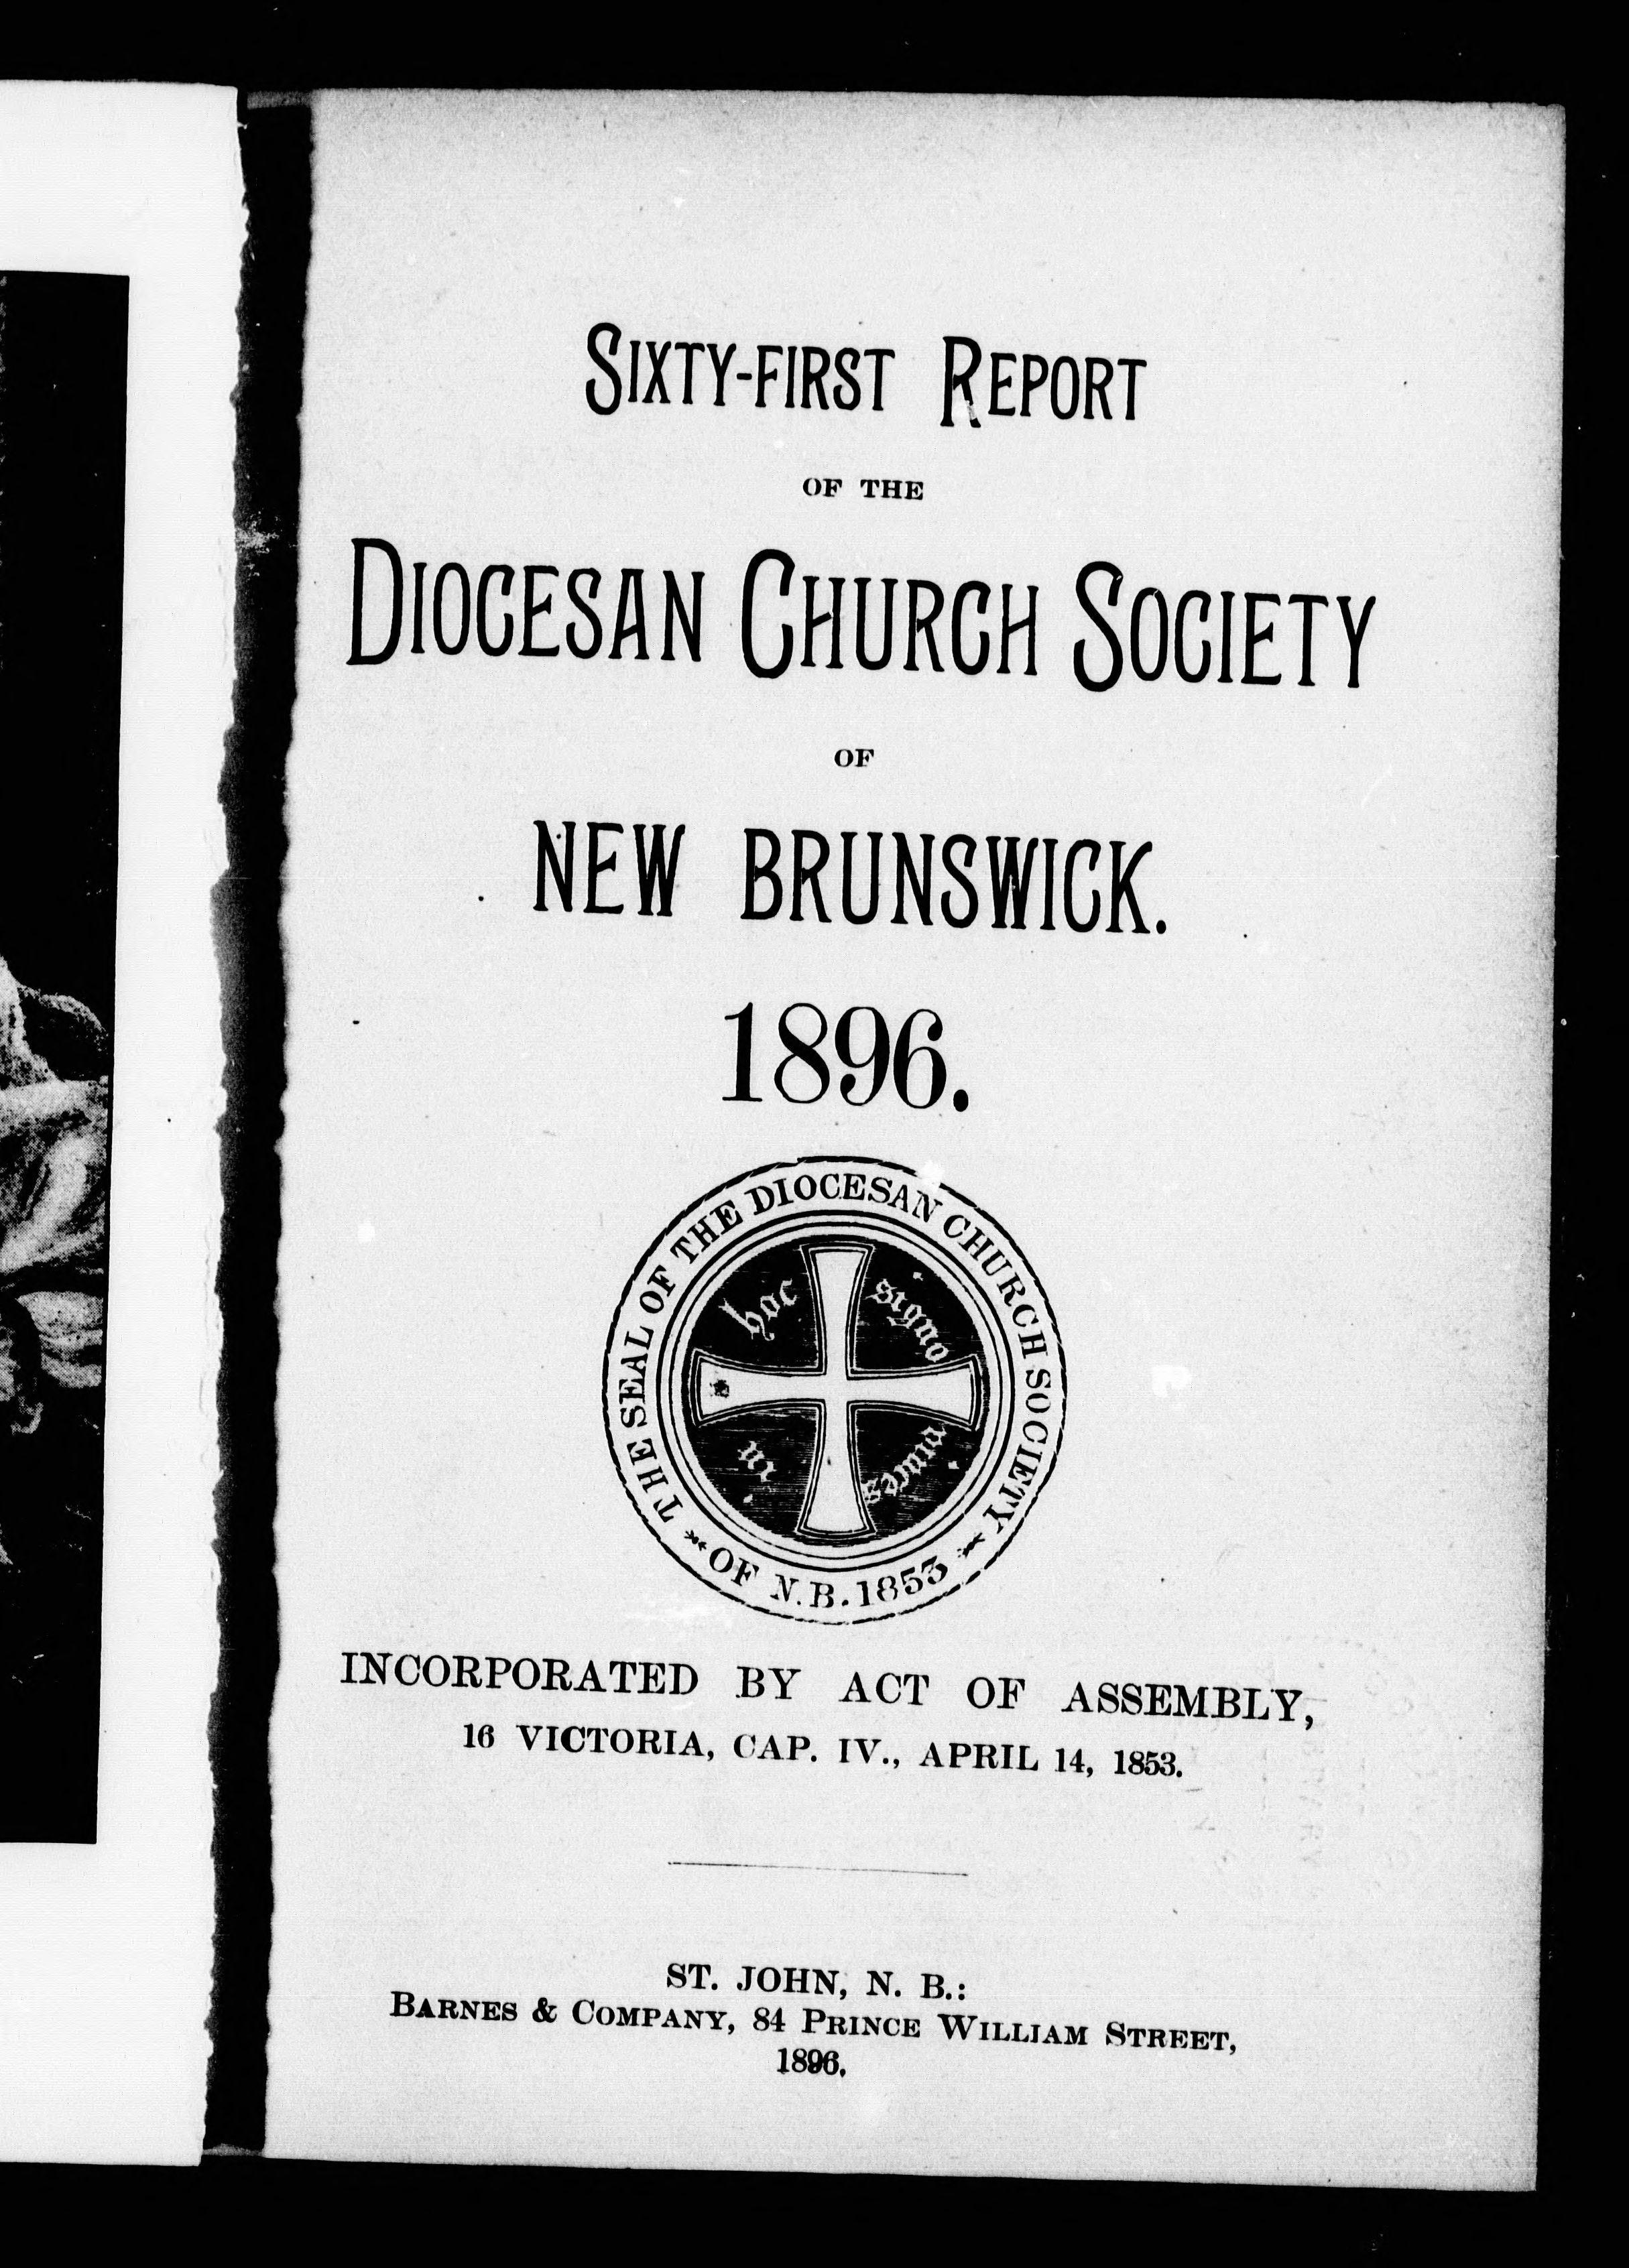 SIXTY-FIRST REPORT
OF THE
DIOCESAN CHURCH SOCIETY
OF
NEW BRUNSWICK.
1896.
THE SEAL OF THE DIOCESAN CHURCH SOCIETY
OF N.B. 1853
in hoc signo vinces
INCORPORATED BY ACT OF ASSEMBLY,
16 VICTORIA, CAP. IV., APRIL 14, 1853.
ST. JOHN, N. B.:
BARNES & COMPANY, 84 PRINCE WILLIAM STREET,
1896.